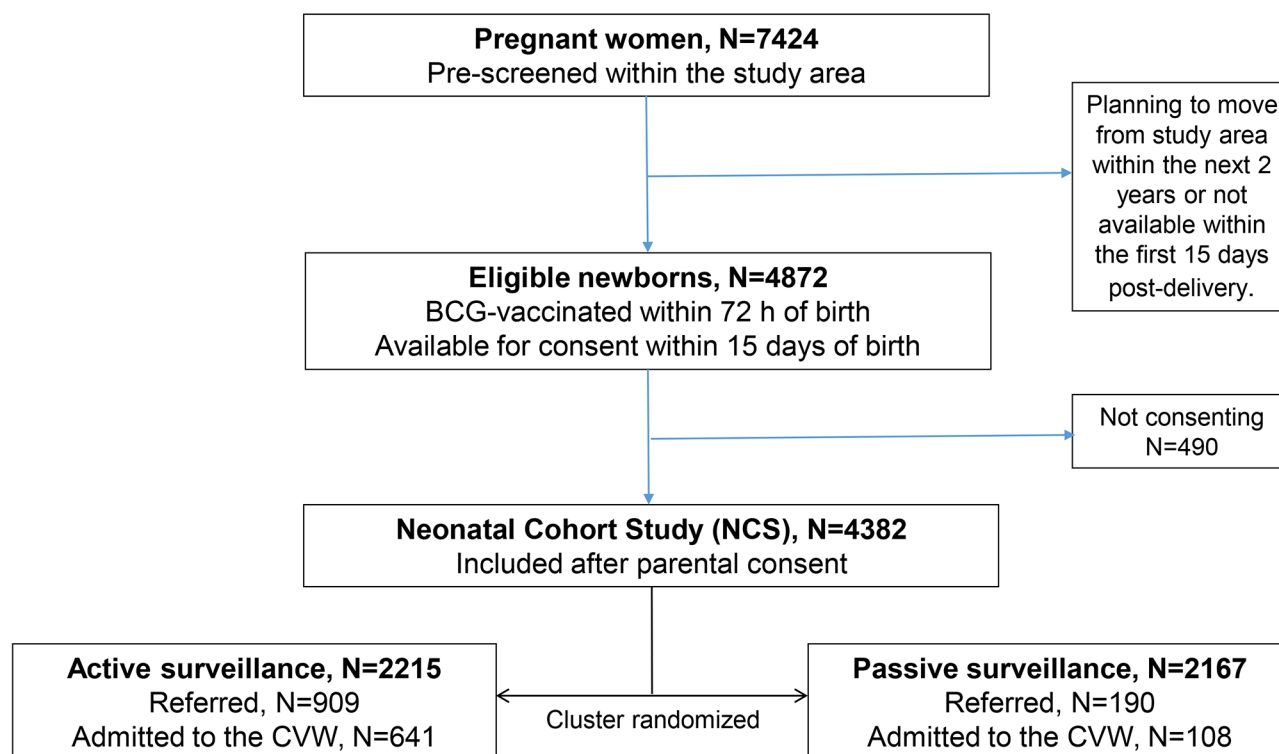 Pregnant women, N=7424
Pre-screened within the study area
Planning to move
from study area
within the next 2
years or not
available within
the first 15 days
post-delivery.
Eligible newborns, N=4872
BCG-vaccinated within 72 h of birth
Available for consent within 15 days of birth
Not consenting
N=490
Neonatal Cohort Study (NCS), N=4382
Included after parental consent
Active surveillance, N=2215
Referred, N=909
Admitted to the CVW, N=641
Cluster randomized
Passive surveillance, N=2167
Referred, N=190
Admitted to the CVW, N=108